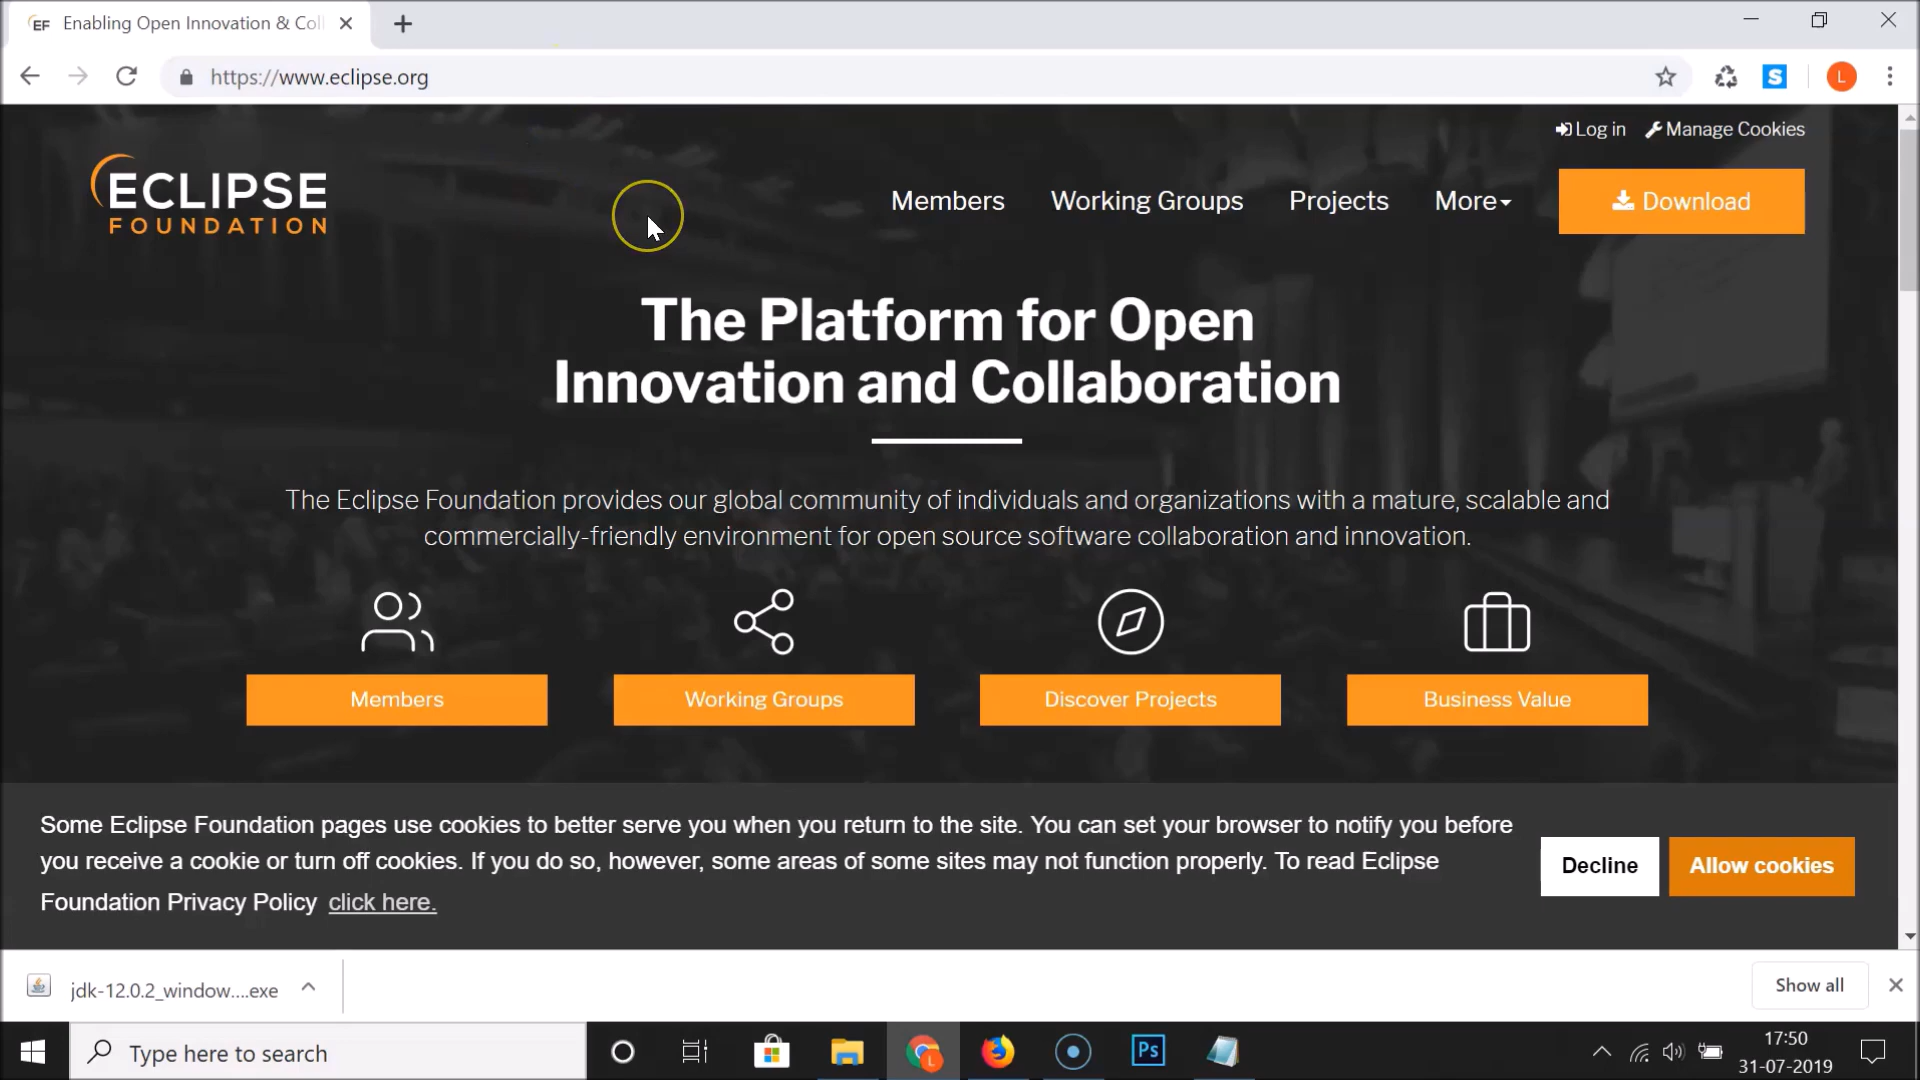 EF Enabling Open Innovation & Coll
https://www.eclipse.org
S
L
Log in Manage Cookies
ECLIPSE
FOUNDATION
Members Working Groups Projects More Download
The Platform for Open
Innovation and Collaboration
The Eclipse Foundation provides our global community of individuals and organizations with a mature, scalable and
commercially-friendly environment for open source software collaboration and innovation.
Members Working Groups Discover Projects Business Value
Some Eclipse Foundation pages use cookies to better serve you when you return to the site. You can set your browser to notify you before
you receive a cookie or turn off cookies. If you do so, however, some areas of some sites may not function properly. To read Eclipse
Foundation Privacy Policy click here.
Decline Allow cookies
jdk-12.0.2_window....exe
Show all
Type here to search
L
Ps
17:50
31-07-2019